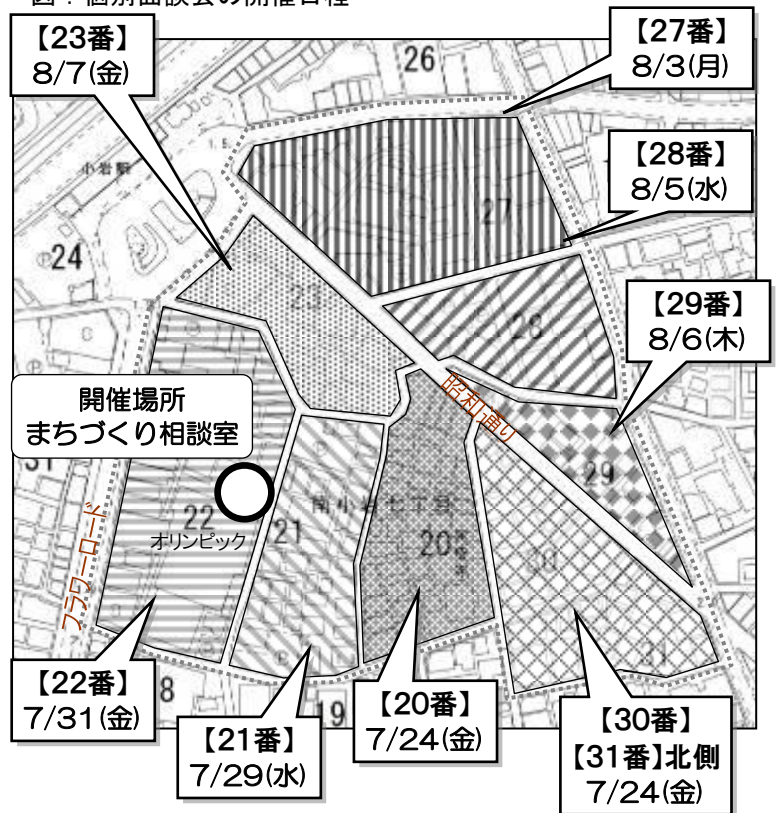 図:個別面談会の開催日程
【23番】
8/7(金)
26
【27番】
8/3(月)
【28番】
8/5(水)
小岩駅
27
24
23
28
【29番】
8/6(木)
開催場所
まちづくり相談室
昭和通り
29
フラワーロード
22
オリンピック
21
南小岩七丁目
20
30
31
31
【22番】
7/31(金)
8
【21番】
7/29(水)
19
【20番】
7/24(金)
【30番】
【31番】北側
7/24(金)